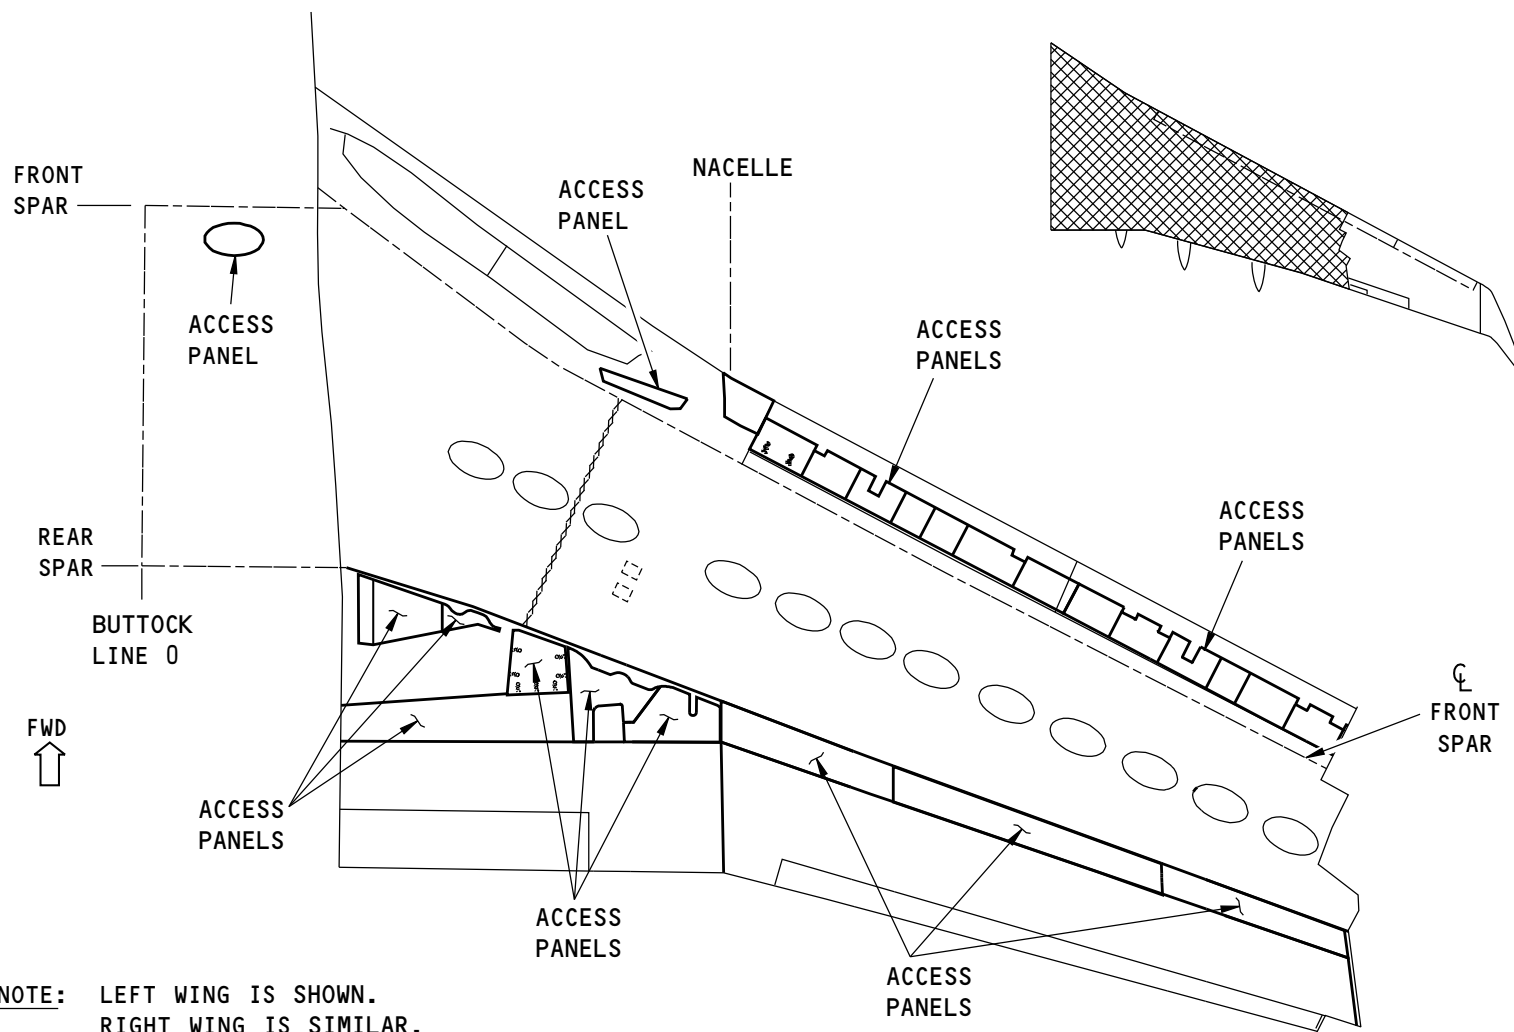 FRONT
SPAR
ACCESS
PANEL
NACELLE
ACCESS
PANEL
ACCESS
PANELS
ACCESS
PANELS
REAR
SPAR
BUTTOCK
LINE 0
℄
FRONT
SPAR
FWD
ACCESS
PANELS
ACCESS
PANELS
ACCESS
PANELS
NOTE: LEFT WING IS SHOWN.
RIGHT WING IS SIMILAR.